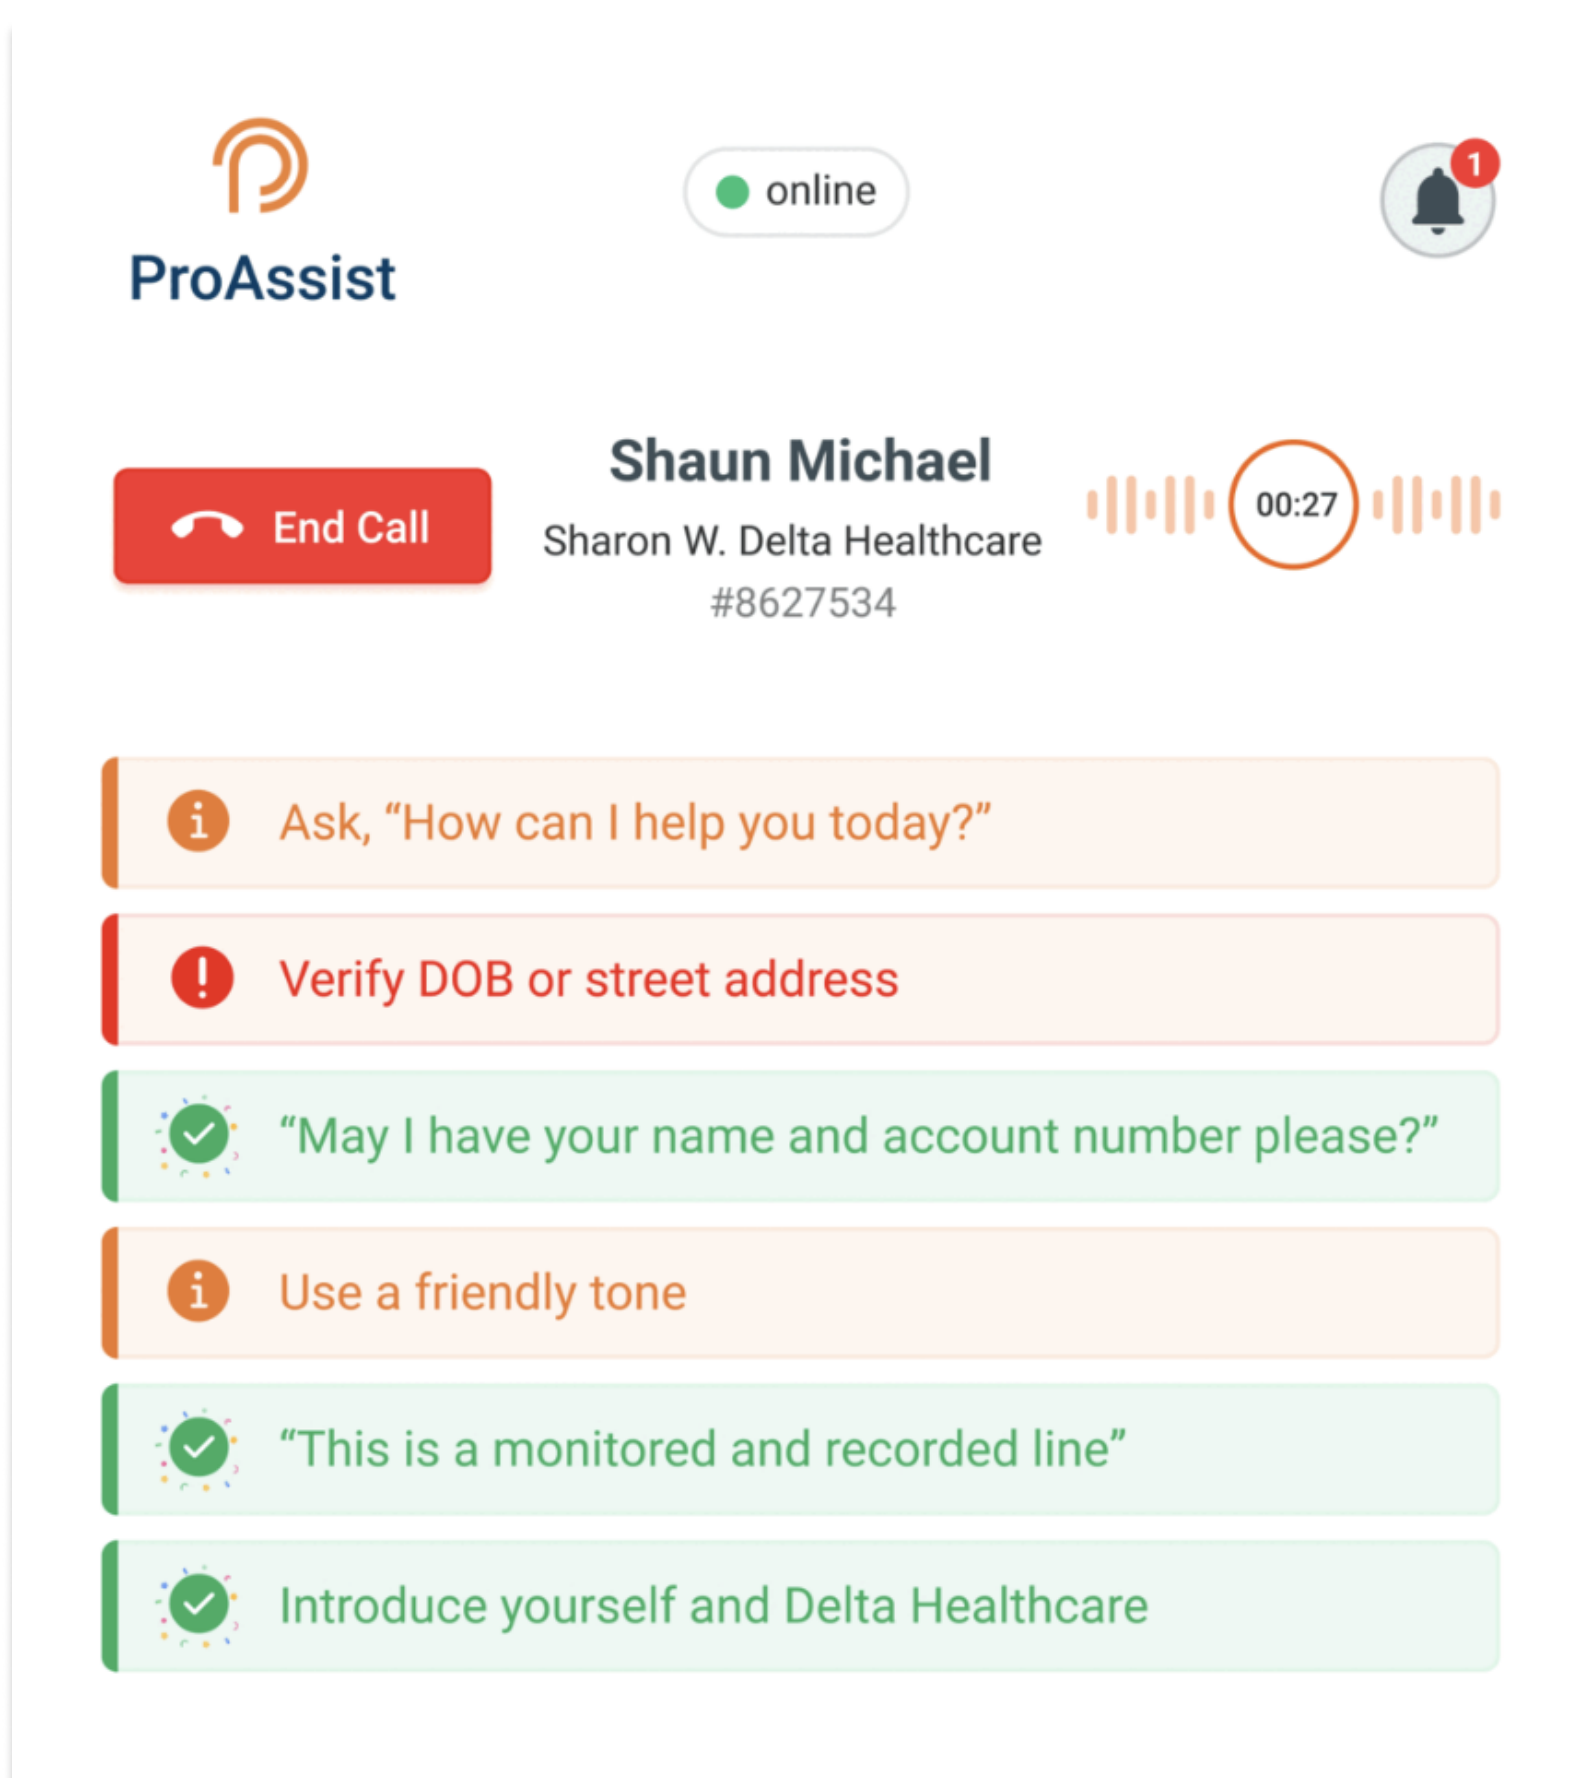 ProAssist
online
1
End Call
Shaun Michael
Sharon W. Delta Healthcare
#8627534
00:27
Ask, “How can I help you today?”
Verify DOB or street address
“May I have your name and account number please?”
Use a friendly tone
“This is a monitored and recorded line”
Introduce yourself and Delta Healthcare